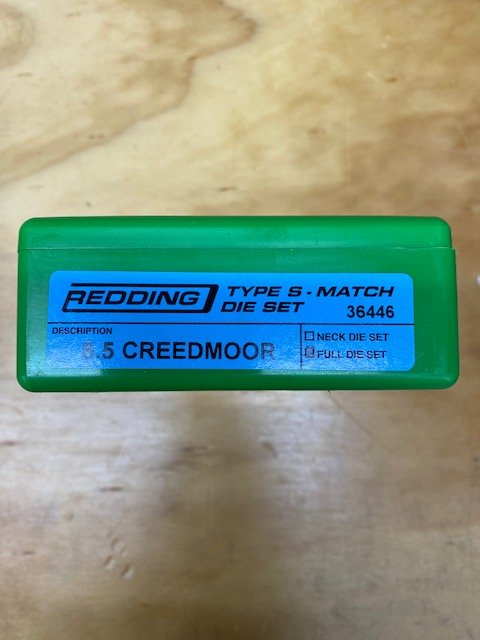 REDDING TYPE S - MATCH
DIE SET 36446
DESCRIPTION
6.5 CREEDMOOR
NECK DIE SET
FULL DIE SET